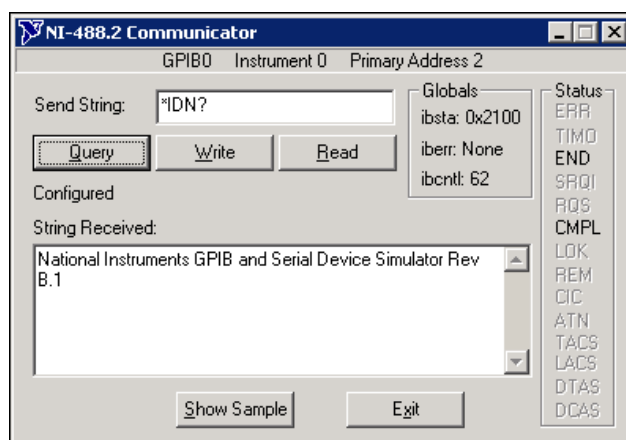 NI-488.2 Communicator
GPIB0 Instrument 0 Primary Address 2
Send String:
*IDN?
Query
Write
Read
Configured
String Received:
National Instruments GPIB and Serial Device Simulator Rev
B.1
Show Sample
Exit
Globals
ibsta: 0x2100
iberr: None
ibcntl: 62
Status
ERR
TIMO
END
SRQI
RQS
CMPL
LOK
REM
CIC
ATN
TACS
LACS
DTAS
DCAS